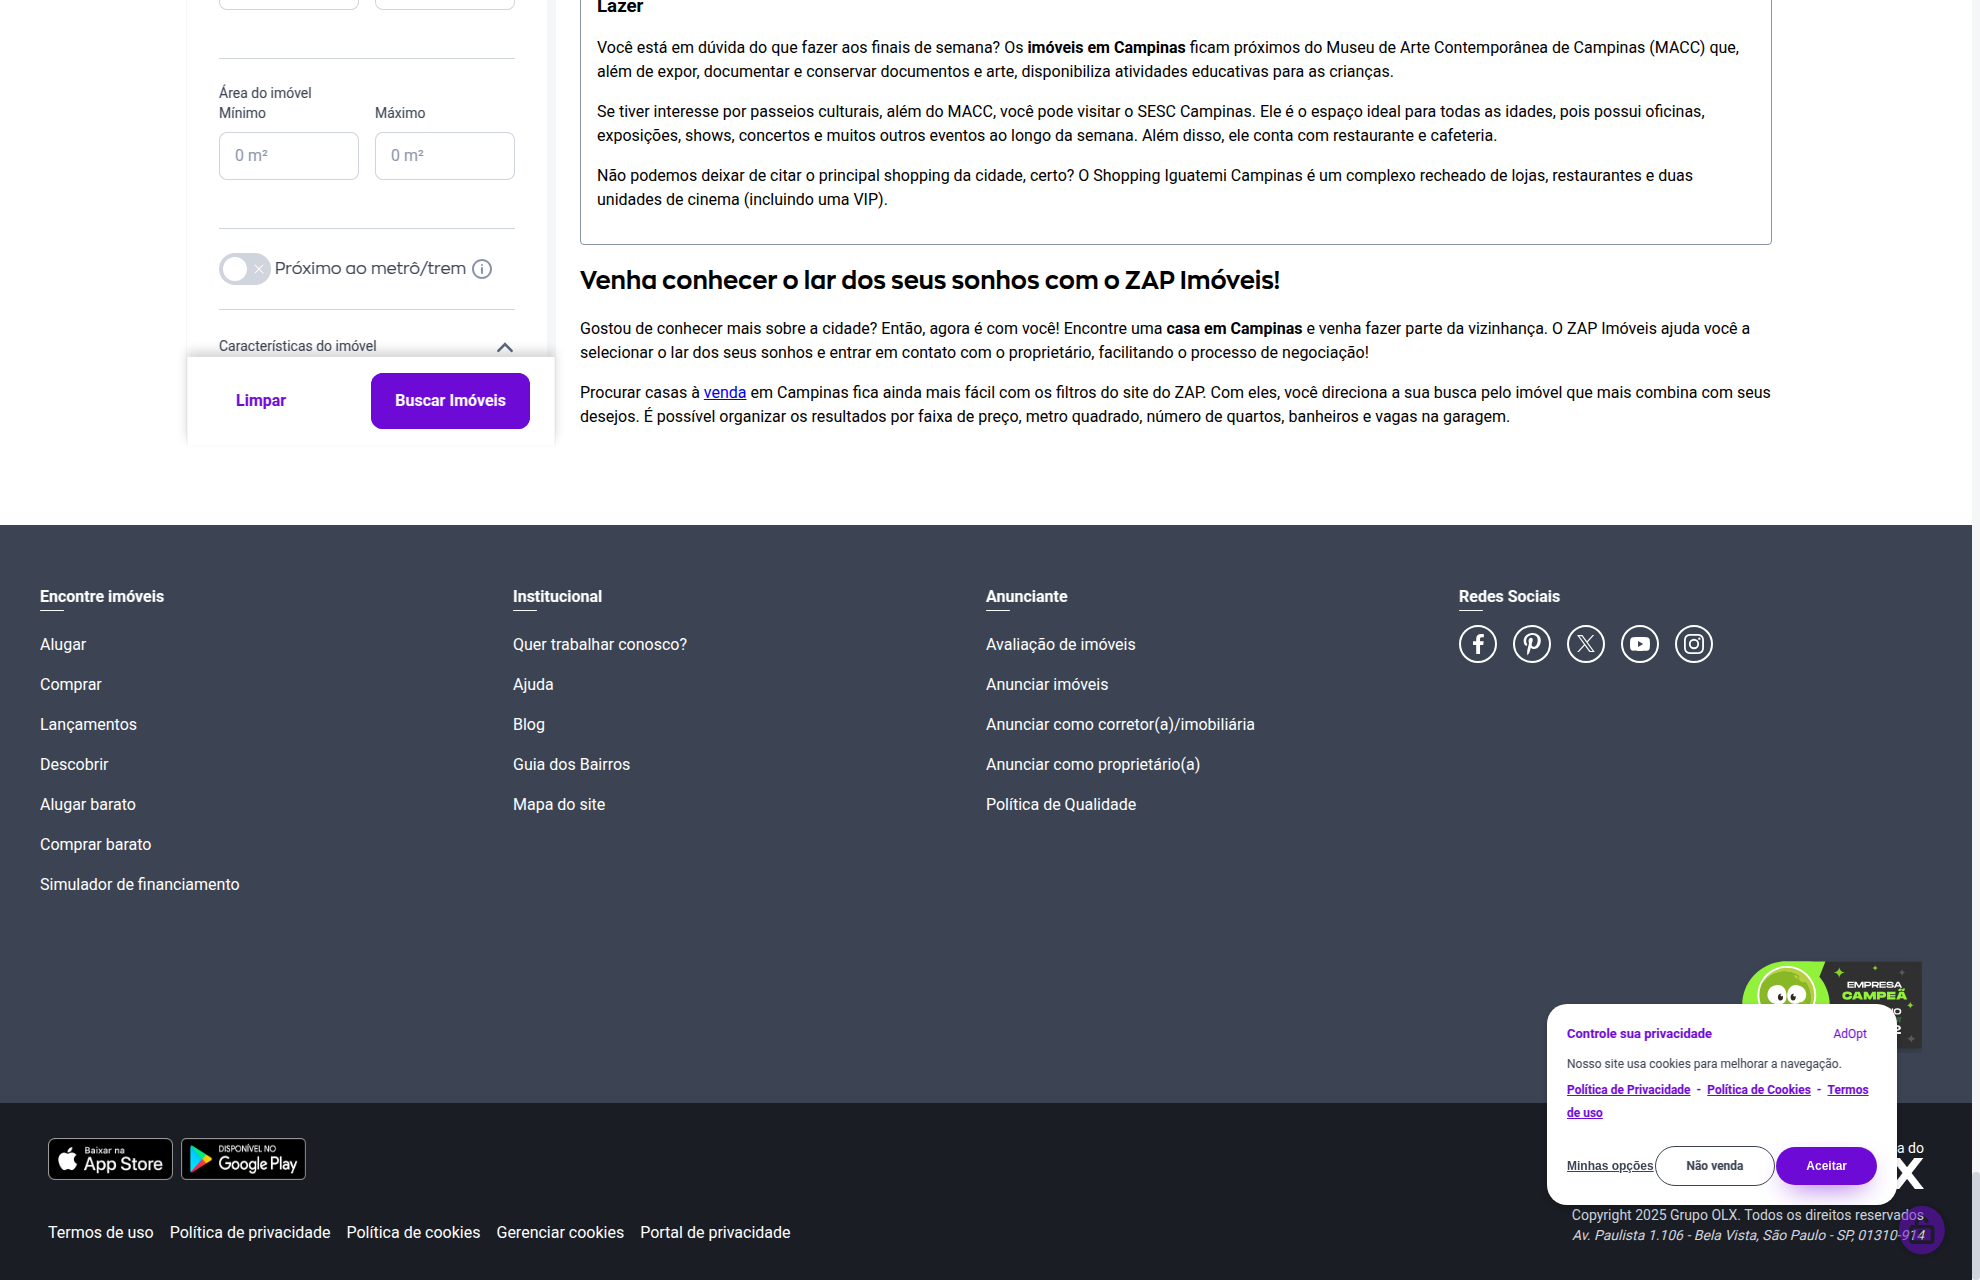 Lazer
Você está em dúvida do que fazer aos finais de semana? Os imóveis em Campinas ficam próximos do Museu de Arte Contemporânea de Campinas (MACC) que,
além de expor, documentar e conservar documentos e arte, disponibiliza atividades educativas para as crianças.
Se tiver interesse por passeios culturais, além do MACC, você pode visitar o SESC Campinas. Ele é o espaço ideal para todas as idades, pois possui oficinas,
exposições, shows, concertos e muitos outros eventos ao longo da semana. Além disso, ele conta com restaurante e cafeteria.
Não podemos deixar de citar o principal shopping da cidade, certo? O Shopping Iguatemi Campinas é um complexo recheado de lojas, restaurantes e duas
unidades de cinema (incluindo uma VIP).
Área do imóvel
Mínimo
Máximo
0 m²
0 m²
Próximo ao metrô/trem
Características do imóvel
Limpar
Buscar Imóveis
Venha conhecer o lar dos seus sonhos com o ZAP Imóveis!
Gostou de conhecer mais sobre a cidade? Então, agora é com você! Encontre uma casa em Campinas e venha fazer parte da vizinhança. O ZAP Imóveis ajuda você a
selecionar o lar dos seus sonhos e entrar em contato com o proprietário, facilitando o processo de negociação!
Procurar casas à venda em Campinas fica ainda mais fácil com os filtros do site do ZAP. Com eles, você direciona a sua busca pelo imóvel que mais combina com seus
desejos. É possível organizar os resultados por faixa de preço, metro quadrado, número de quartos, banheiros e vagas na garagem.
Encontre imóveis
Alugar
Comprar
Lançamentos
Descobrir
Alugar barato
Comprar barato
Simulador de financiamento
Institucional
Quer trabalhar conosco?
Ajuda
Blog
Guia dos Bairros
Mapa do site
Anunciante
Avaliação de imóveis
Anunciar imóveis
Anunciar como corretor(a)/imobiliária
Anunciar como proprietário(a)
Política de Qualidade
Redes Sociais
EMPRESA
CAMPEÃ
Controle sua privacidade
AdOpt
Nosso site usa cookies para melhorar a navegação.
Política de Privacidade - Política de Cookies - Termos
de uso
Minhas opções
Não venda
Aceitar
Baixar na
App Store
DISPONÍVEL NO
Google Play
a do
X
Termos de uso
Política de privacidade
Política de cookies
Gerenciar cookies
Portal de privacidade
Copyright 2025 Grupo OLX. Todos os direitos reservados
Av. Paulista 1.106 - Bela Vista, São Paulo - SP, 01310-914